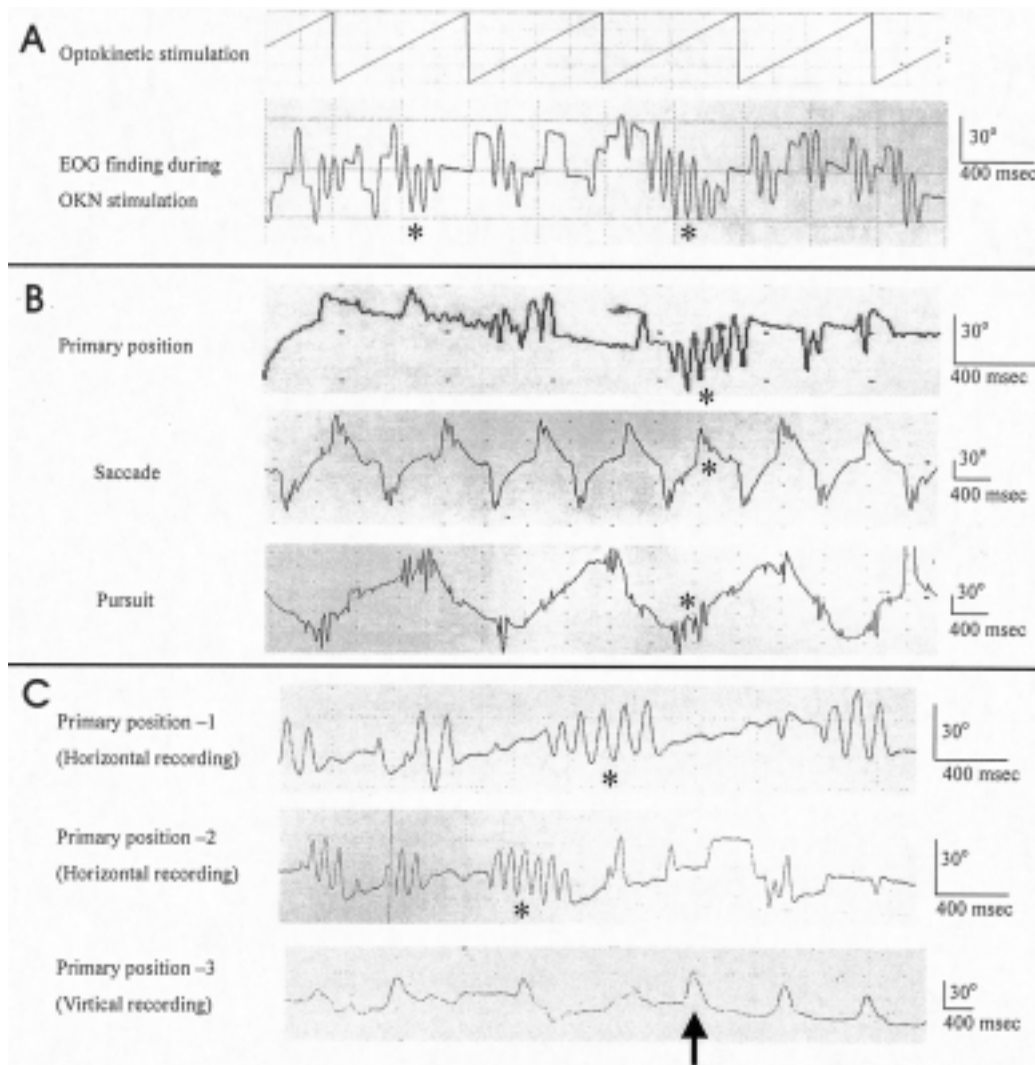 A
Optokinetic stimulation
EOG finding during
OKN stimulation
30°
400 msec
*
*
B
Primary position
30°
400 msec
*
Saccade
30°
400 msec
*
Pursuit
30°
400 msec
*
C
Primary position –1
(Horizontal recording)
30°
400 msec
*
Primary position –2
(Horizontal recording)
30°
400 msec
*
Primary position –3
(Virtical recording)
30°
400 msec